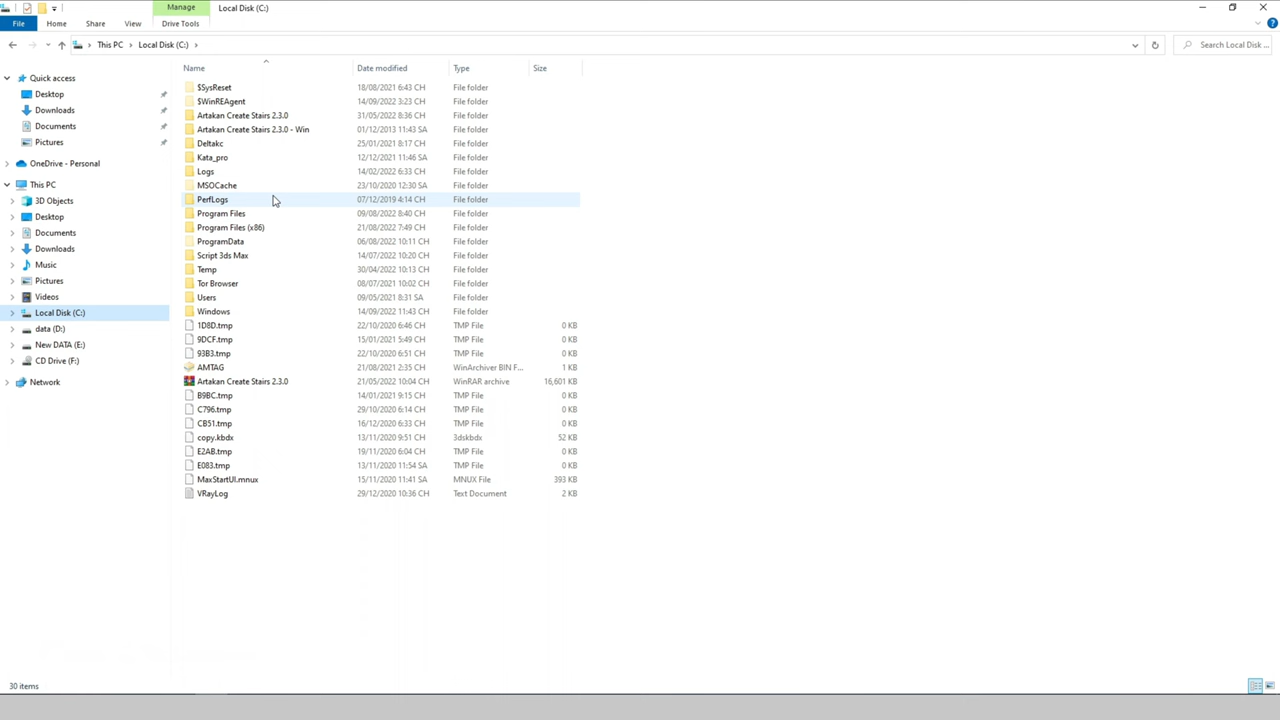 Manage
Local Disk (C:)
File
Home
Share
View
Drive Tools
This PC
Local Disk (C:)
Search Local Disk ...
Name
Date modified
Type
Size
Quick access
Desktop
Downloads
Documents
Pictures
OneDrive - Personal
This PC
3D Objects
Desktop
Documents
Downloads
Music
Pictures
Videos
Local Disk (C:)
data (D:)
New DATA (E:)
CD Drive (F:)
Network
$SysReset 18/08/2021 6:43 CH File folder
$WinREAgent 14/09/2022 3:23 CH File folder
Artakan Create Stairs 2.3.0 31/05/2022 8:36 CH File folder
Artakan Create Stairs 2.3.0 - Win 01/12/2013 11:43 SA File folder
Deltakc 25/01/2021 8:17 CH File folder
Kata_pro 12/12/2021 11:46 SA File folder
Logs 14/02/2022 6:33 CH File folder
MSOCache 23/10/2020 12:30 SA File folder
PerfLogs 07/12/2019 4:14 CH File folder
Program Files 09/08/2022 8:40 CH File folder
Program Files (x86) 21/08/2022 7:49 CH File folder
ProgramData 06/08/2022 10:11 CH File folder
Script 3ds Max 14/07/2022 10:20 CH File folder
Temp 30/04/2022 10:13 CH File folder
Tor Browser 08/07/2021 10:02 CH File folder
Users 09/05/2021 8:31 SA File folder
Windows 14/09/2022 11:43 CH File folder
1D8D.tmp 22/10/2020 6:46 CH TMP File 0 KB
9DCF.tmp 15/01/2021 5:49 CH TMP File 0 KB
93B3.tmp 22/10/2020 6:51 CH TMP File 0 KB
AMTAG 21/08/2021 2:35 CH WinArchiver BIN F... 1 KB
Artakan Create Stairs 2.3.0 21/05/2022 10:04 CH WinRAR archive 16,601 KB
B9BC.tmp 14/01/2021 9:15 CH TMP File 0 KB
C796.tmp 29/10/2020 6:14 CH TMP File 0 KB
CB51.tmp 16/12/2020 6:33 CH TMP File 0 KB
copy.kbdx 13/11/2020 9:51 CH 3dskbdx 52 KB
E2AB.tmp 19/11/2020 6:04 CH TMP File 0 KB
E083.tmp 13/11/2020 11:54 SA TMP File 0 KB
MaxStartUI.mnux 15/11/2020 11:41 SA MNUX File 393 KB
VRayLog 29/12/2020 10:36 CH Text Document 2 KB
30 items